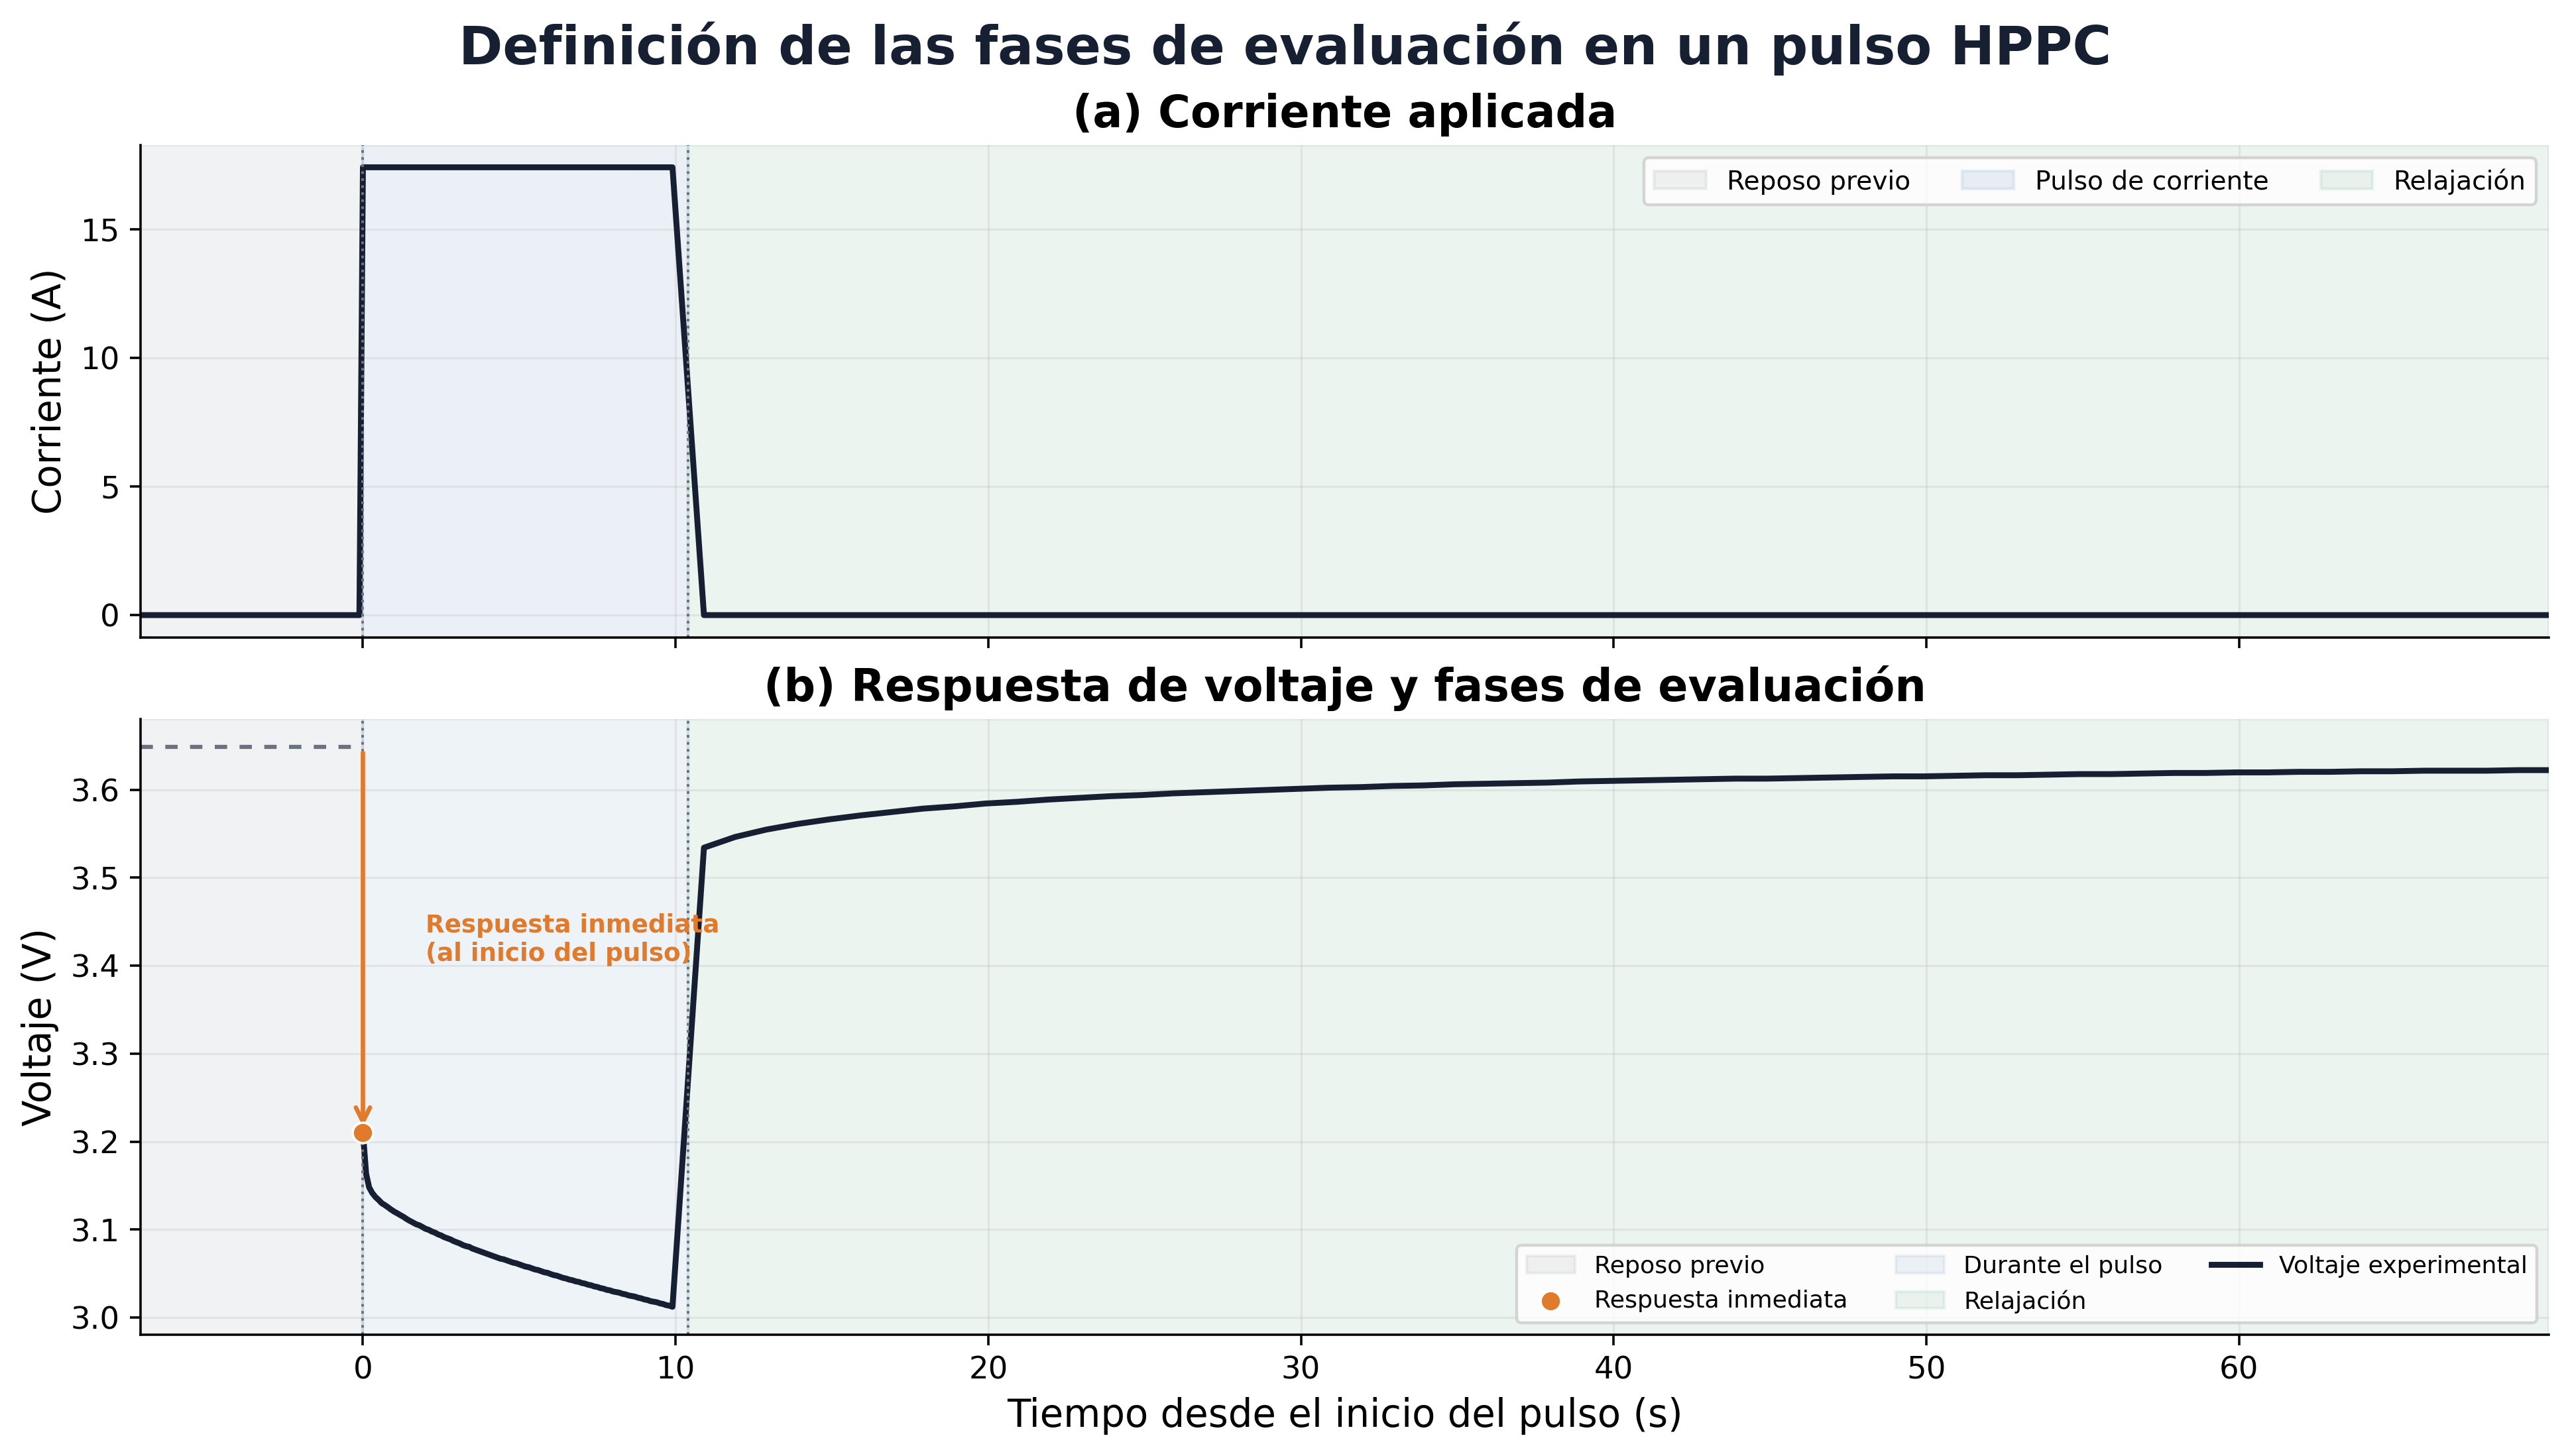 Definición de las fases de evaluación en un pulso HPPC
(a) Corriente aplicada
Corriente (A)
15
10
5
0
Reposo previo Pulso de corriente Relajación
(b) Respuesta de voltaje y fases de evaluación
Voltaje (V)
3.6
3.5
3.4
3.3
3.2
3.1
3.0
Respuesta inmediata
(al inicio del pulso)
Reposo previo Durante el pulso Voltaje experimental
Respuesta inmediata Relajación
0 10 20 30 40 50 60
Tiempo desde el inicio del pulso (s)